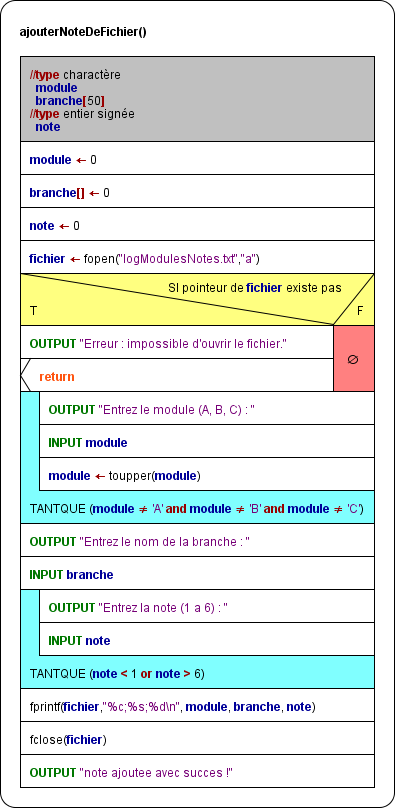 ajouterNoteDeFichier()
//type charactère
module
branche[50]
//type entier signée
note
module ← 0
branche[] ← 0
note ← 0
fichier ← fopen("logModulesNotes.txt","a")
SI pointeur de fichier existe pas
T F
OUTPUT "Erreur : impossible d'ouvrir le fichier."
∅
return
OUTPUT "Entrez le module (A, B, C) : "
INPUT module
module ← toupper(module)
TANTQUE (module ≠ 'A' and module ≠ 'B' and module ≠ 'C')
OUTPUT "Entrez le nom de la branche : "
INPUT branche
OUTPUT "Entrez la note (1 a 6) : "
INPUT note
TANTQUE (note < 1 or note > 6)
fprintf(fichier,"%c;%s;%d\n", module, branche, note)
fclose(fichier)
OUTPUT "note ajoutee avec succes !"